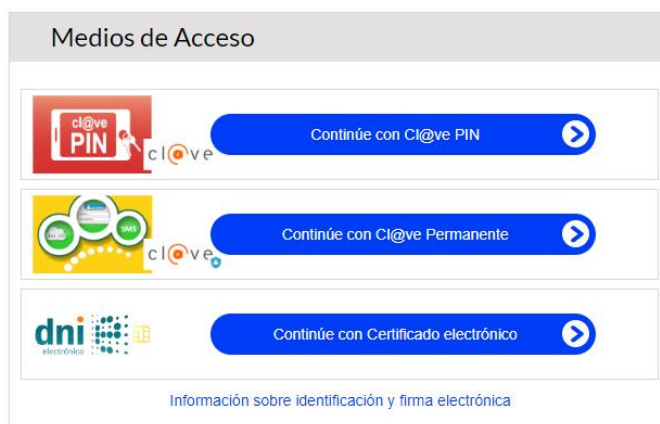 Medios de Acceso
cl@ve
PIN
cl@ve
Continúe con Cl@ve PIN
SMS
cl@ve
Continúe con Cl@ve Permanente
dni
electrónico
Continúe con Certificado electrónico
Información sobre identificación y firma electrónica